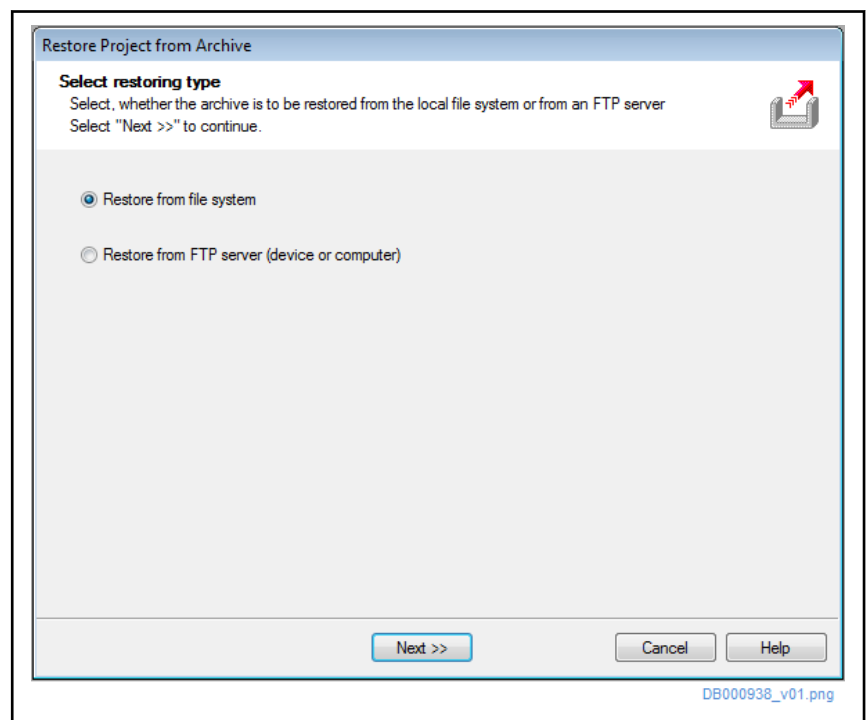 Restore Project from Archive
Select restoring type
Select, whether the archive is to be restored from the local file system or from an FTP server
Select "Next >>" to continue.
Restore from file system
Restore from FTP server (device or computer)
Next >>
Cancel
Help
DB000938_v01.png